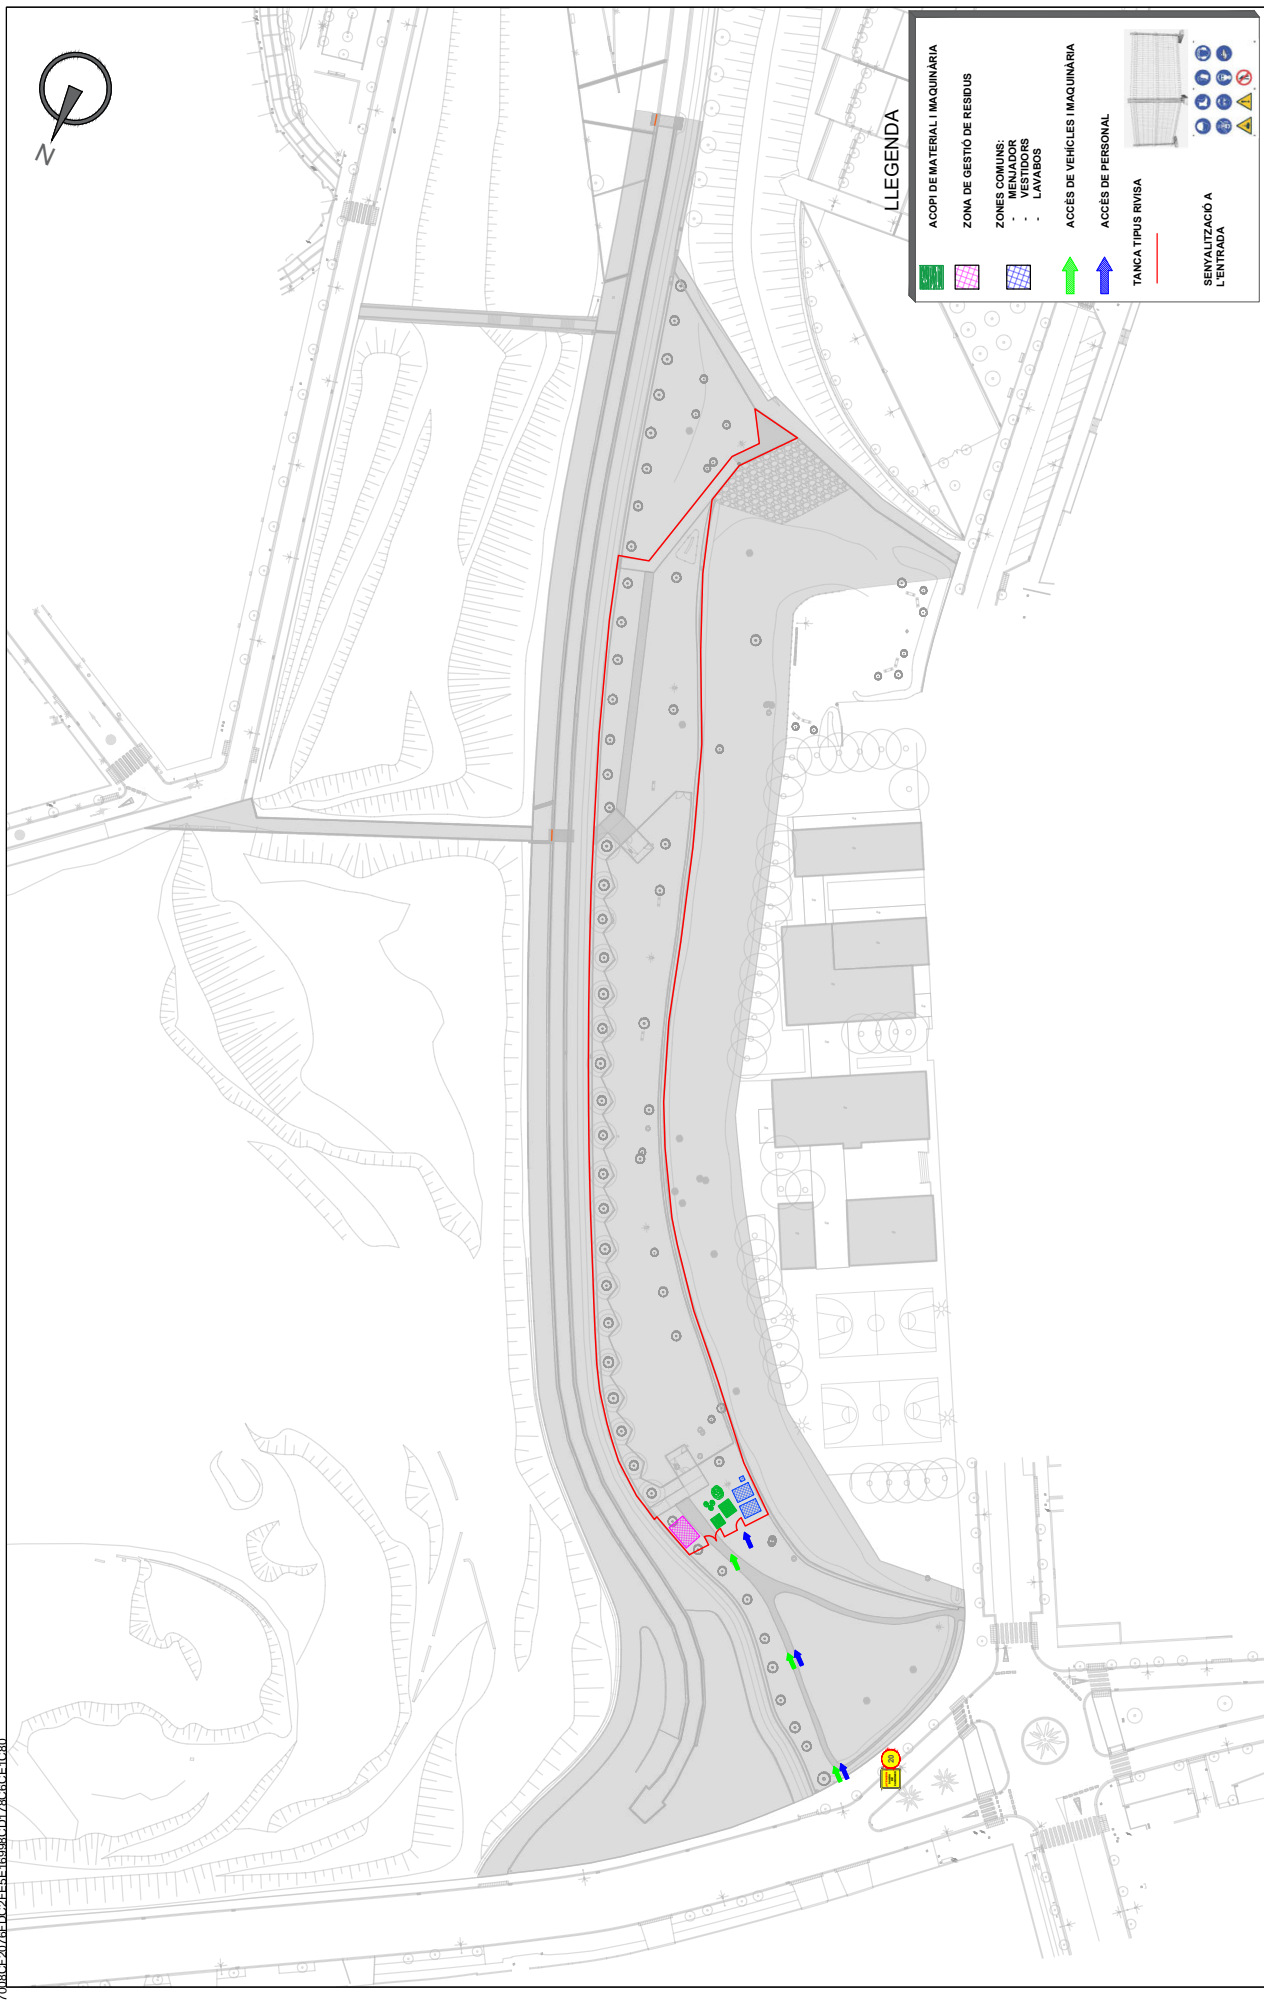 N
LLEGENDA
ACOPI DE MATERIAL I MAQUINÀRIA
ZONA DE GESTIÓ DE RESIDUS
ZONES COMUNS:
- MENJADOR
- VESTIDORS
- LAVABOS
ACCÉS DE VEHÍCLES I MAQUINÀRIA
ACCÉS DE PERSONAL
TANCA TIPUS RIVISA
SENYALITZACIÓ A
L'ENTRADA
20